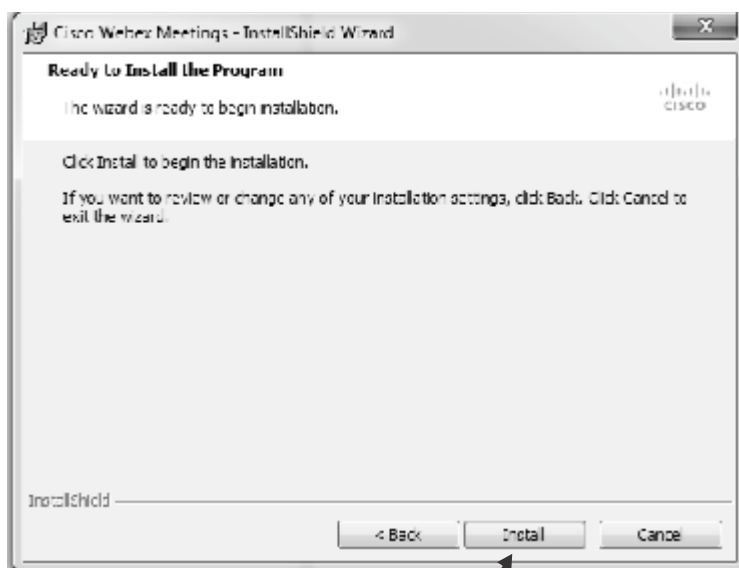 Cisco Webex Meetings - InstallShield Wizard
Ready to Install the Program
The wizard is ready to begin installation.
CISCO
Click Install to begin the installation.
If you want to review or change any of your installation settings, click Back. Click Cancel to
exit the wizard.
InstallShield
< Back Install Cancel